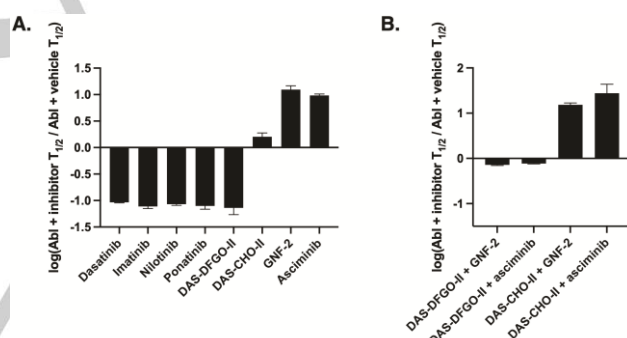 A.
log(Abl + inhibitor T1/2 / Abl + vehicle T1/2)
1.5
1.0
0.5
0.0
-0.5
-1.0
-1.5
Dasatinib
Imatinib
Nilotinib
Ponatinib
DAS-DFGO-II
DAS-CHO-II
GNF-2
Asciminib
B.
log(Abl + inhibitor T1/2 / Abl + vehicle T1/2)
2
1
0
-1
DAS-DFGO-II + GNF-2
DAS-DFGO-II + asciminib
DAS-CHO-II + GNF-2
DAS-CHO-II + asciminib